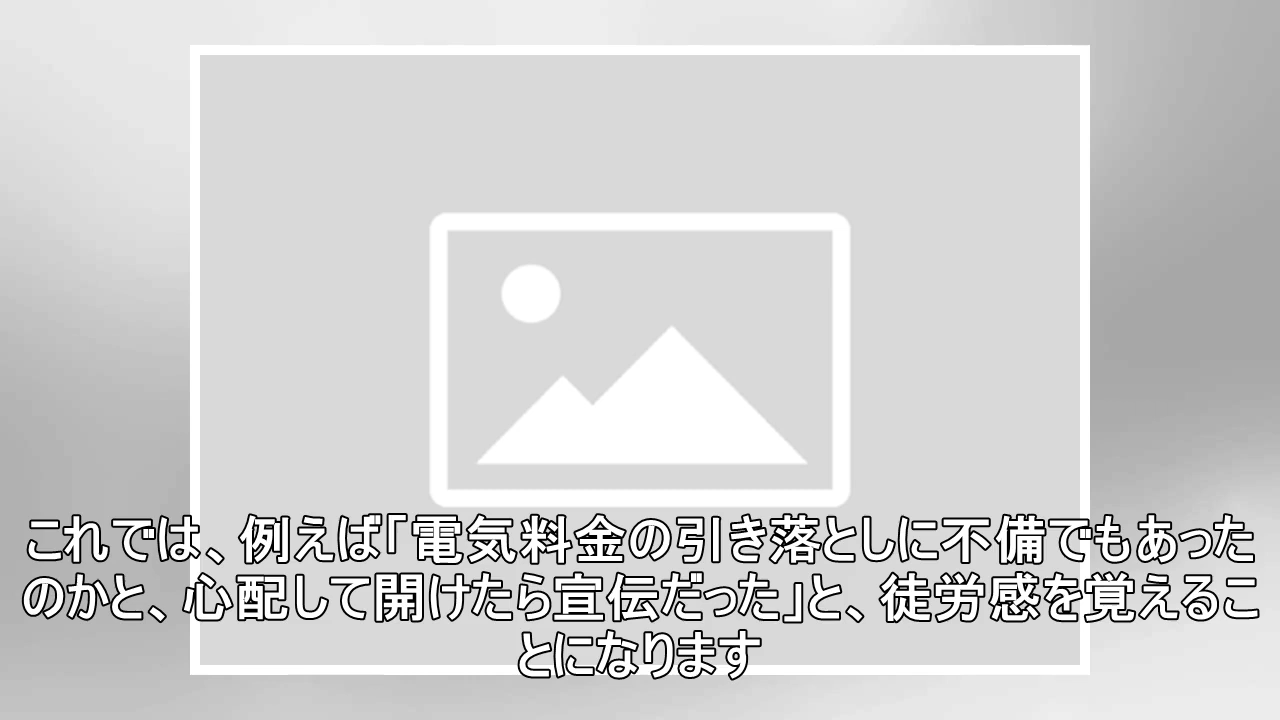 これでは、例えば「電気料金の引き落としに不備でもあった
のかと、心配して開けたら宣伝だった」と、徒労感を覚えるこ
とになります